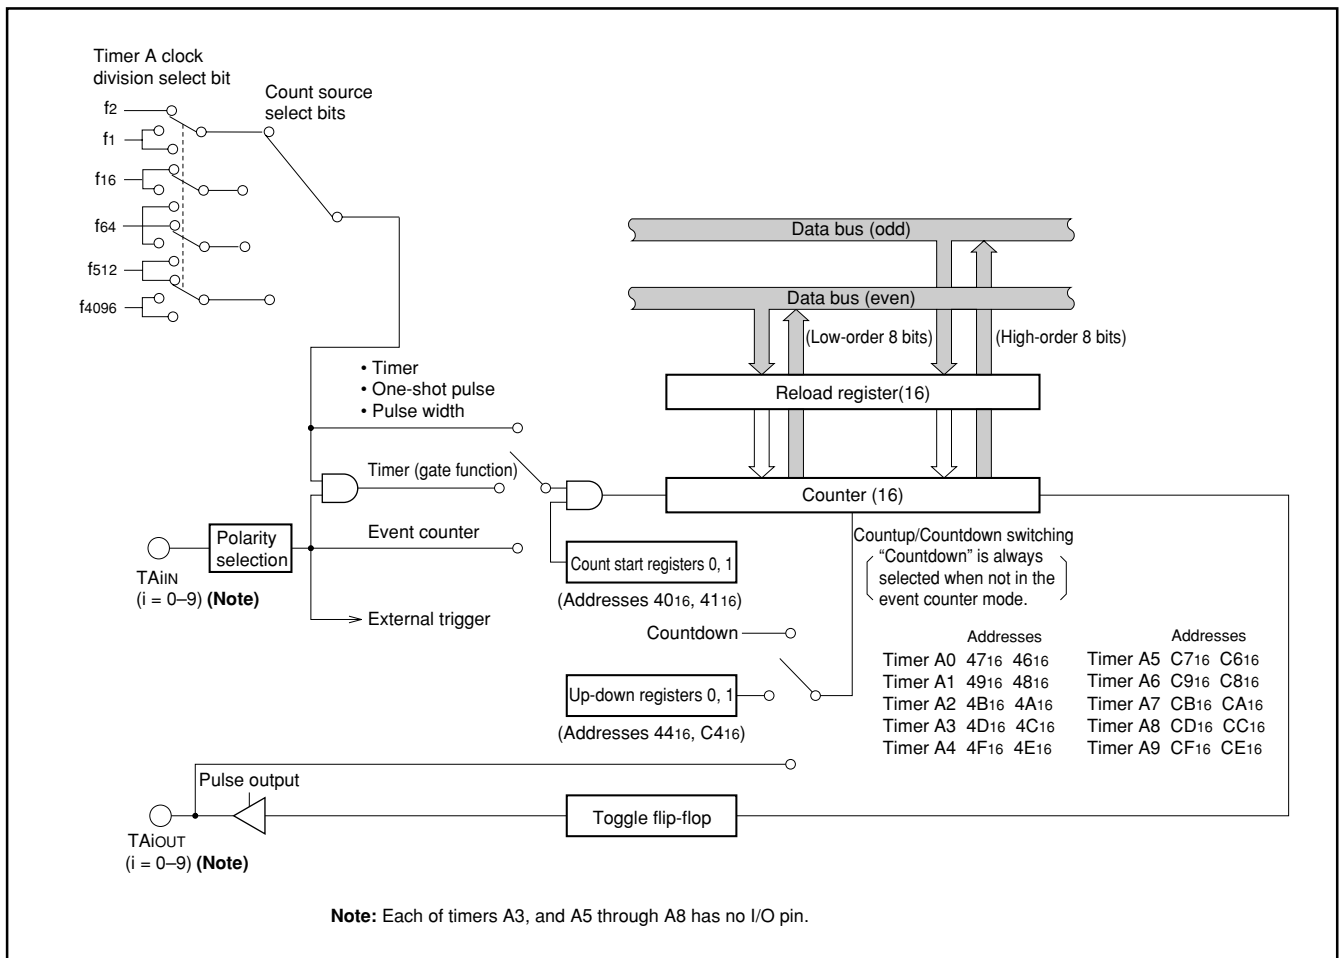 Timer A clock
division select bit
Count source
select bits
f2
f1
f16
f64
f512
f4096
Data bus (odd)
Data bus (even)
(Low-order 8 bits)
(High-order 8 bits)
• Timer
• One-shot pulse
• Pulse width
Reload register(16)
Timer (gate function)
Counter (16)
Polarity
selection
Event counter
TAiIN
(i = 0–9) (Note)
External trigger
Count start registers 0, 1
(Addresses 4016, 4116)
Countup/Countdown switching
“Countdown” is always
selected when not in the
event counter mode.
Countdown
Up-down registers 0, 1
(Addresses 4416, C416)
Addresses
Timer A0 4716 4616
Timer A1 4916 4816
Timer A2 4B16 4A16
Timer A3 4D16 4C16
Timer A4 4F16 4E16
Addresses
Timer A5 C716 C616
Timer A6 C916 C816
Timer A7 CB16 CA16
Timer A8 CD16 CC16
Timer A9 CF16 CE16
Pulse output
Toggle flip-flop
TAiOUT
(i = 0–9) (Note)
Note: Each of timers A3, and A5 through A8 has no I/O pin.